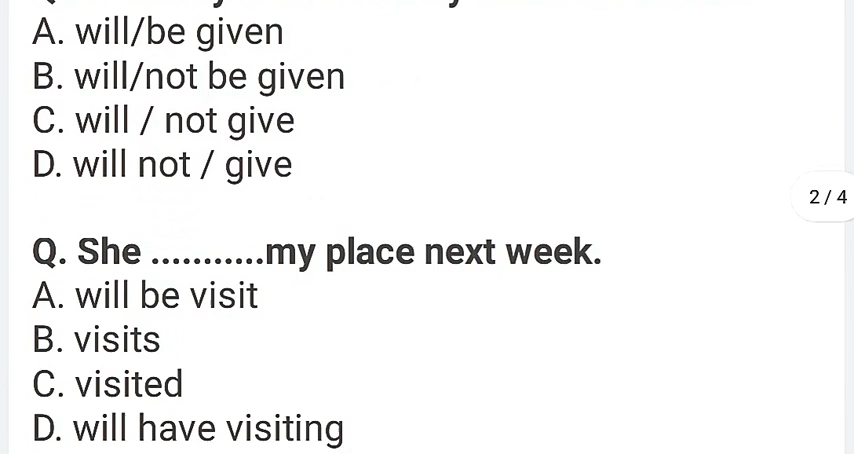 A. will/be given
B. will/not be given
C. will / not give
D. will not / give
2 / 4
Q. She ...........my place next week.
A. will be visit
B. visits
C. visited
D. will have visiting